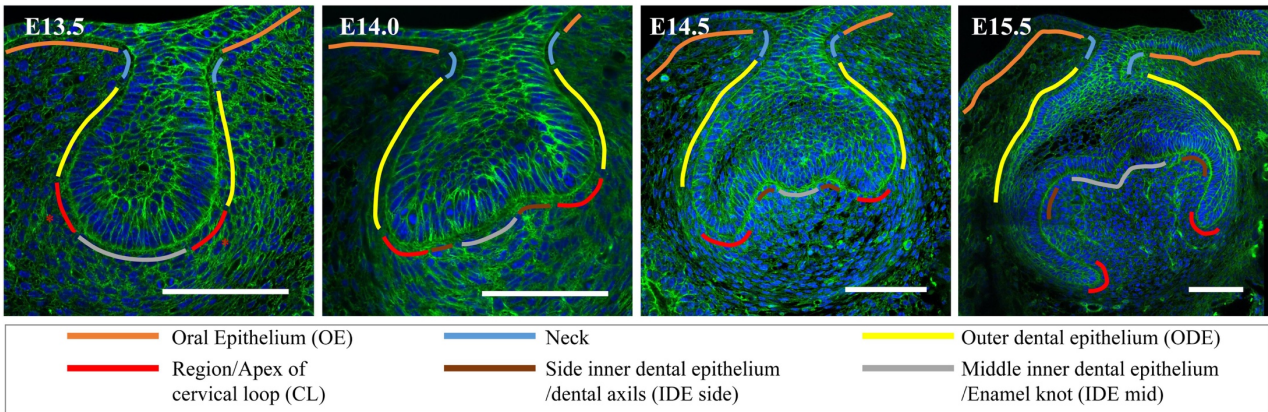 E13.5
E14.0
E14.5
E15.5
Oral Epithelium (OE)
Neck
Outer dental epithelium (ODE)
Region/Apex of
cervical loop (CL)
Side inner dental epithelium
/dental axils (IDE side)
Middle inner dental epithelium
/Enamel knot (IDE mid)